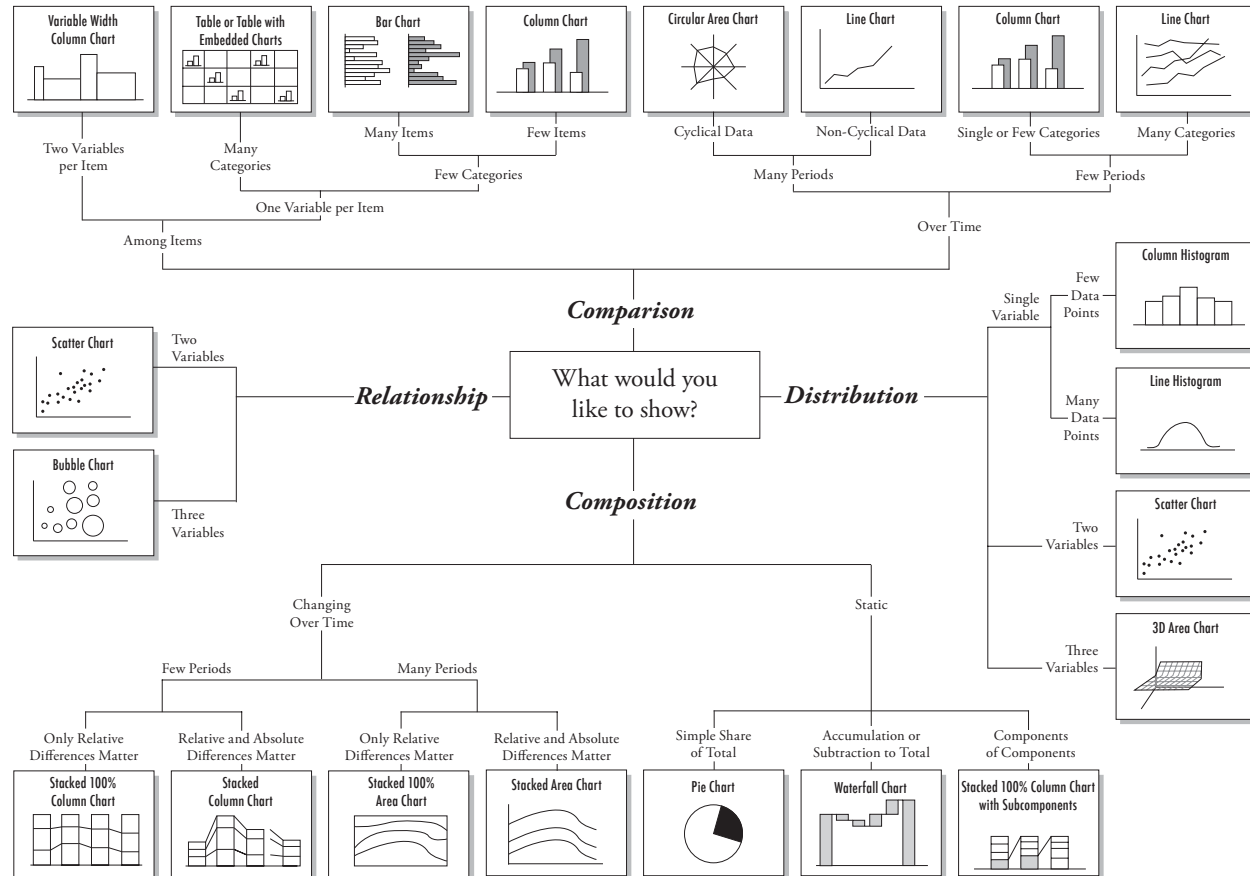 Variable Width
Column Chart
Table or Table with
Embedded Charts
Bar Chart
Column Chart
Circular Area Chart
Line Chart
Column Chart
Line Chart
Two Variables
per Item
Many
Categories
Many Items
Few Items
Cyclical Data
Non-Cyclical Data
Single or Few Categories
Many Categories
Few Categories
Many Periods
Few Periods
One Variable per Item
Among Items
Over Time
Comparison
What would you
like to show?
Relationship
Two
Variables
Scatter Chart
Bubble Chart
Three
Variables
Distribution
Single
Variable
Few
Data
Points
Column Histogram
Many
Data
Points
Line Histogram
Two
Variables
Scatter Chart
Three
Variables
3D Area Chart
Composition
Changing
Over Time
Static
Few Periods
Many Periods
Only Relative
Differences Matter
Relative and Absolute
Differences Matter
Only Relative
Differences Matter
Relative and Absolute
Differences Matter
Simple Share
of Total
Accumulation or
Subtraction to Total
Components
of Components
Stacked 100%
Column Chart
Stacked
Column Chart
Stacked 100%
Area Chart
Stacked Area Chart
Pie Chart
Waterfall Chart
Stacked 100% Column Chart
with Subcomponents